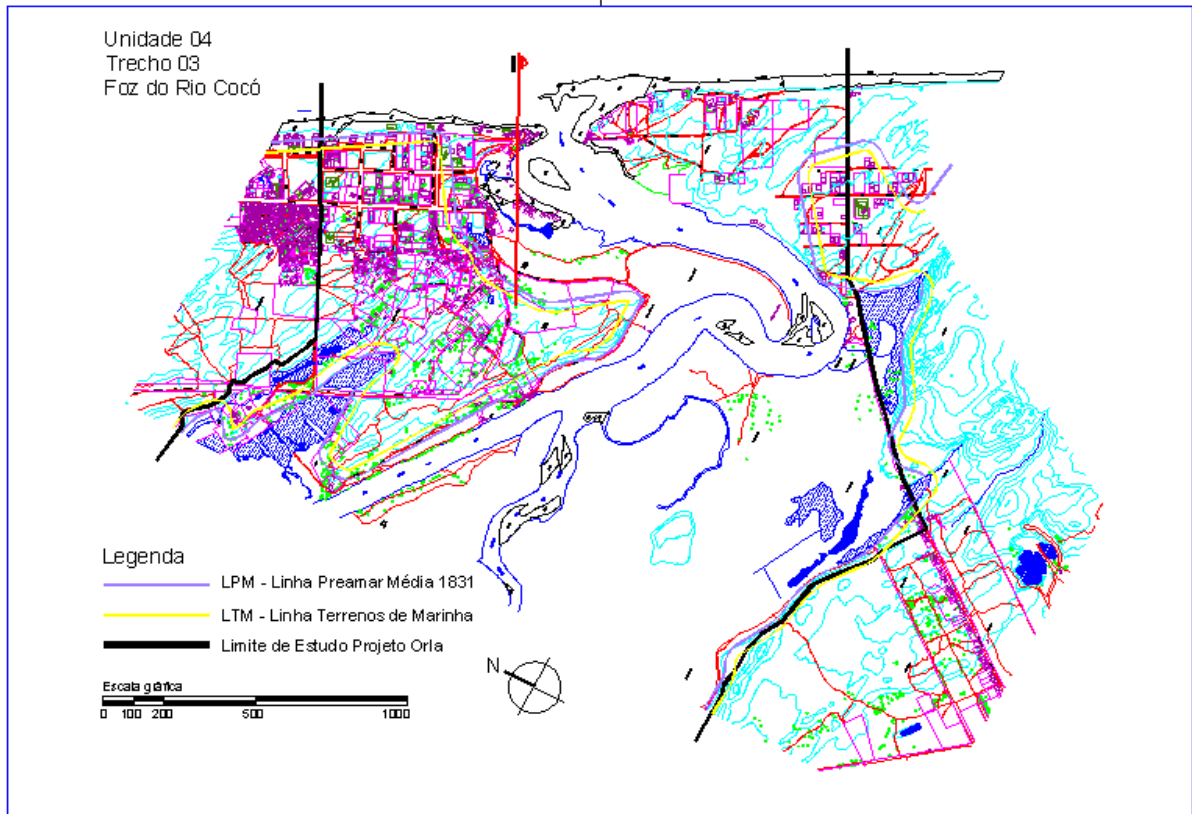 Unidade 04
Trecho 03
Foz do Rio Cocó
Legenda
LPM - Linha Preamar Média 1831
LTM - Linha Terrenos de Marinha
Limite de Estudo Projeto Orla
Escala gráfica
0 100 200 500 1000
N